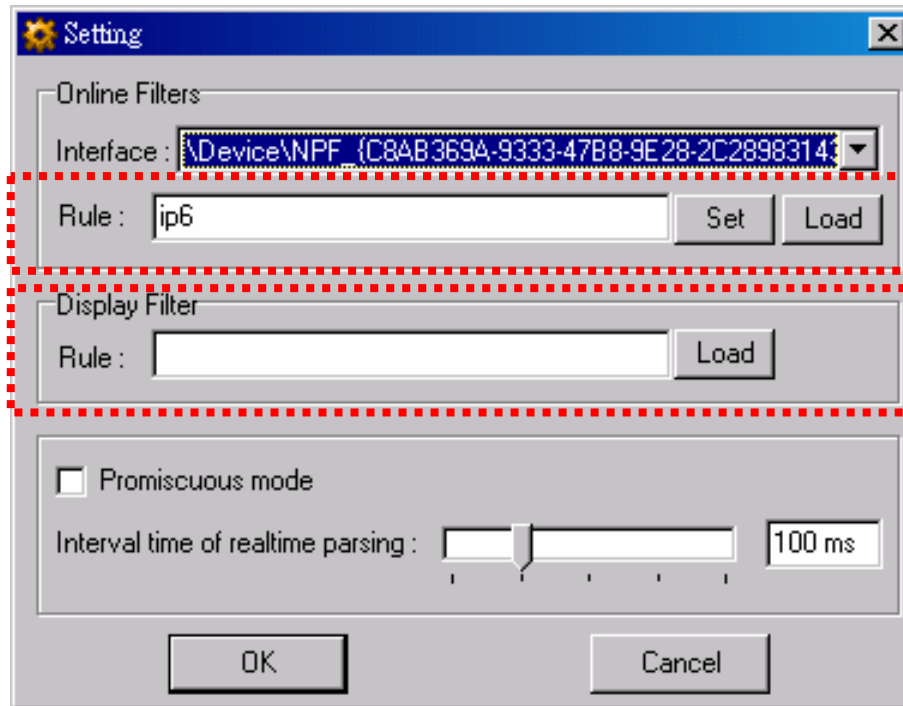 Setting
Online Filters
Interface : \Device\NPF_{C8AB369A-9333-47B8-9E28-2C28983143
Rule : ip6 Set Load
Display Filter
Rule : Load
Promiscuous mode
Interval time of realtime parsing : 100 ms
OK Cancel